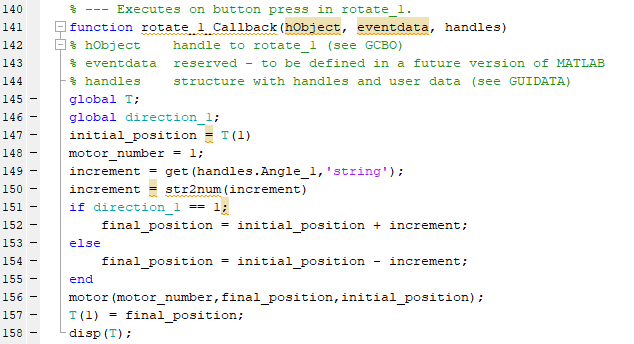 140 % --- Executes on button press in rotate_1.
141 function rotate_1_Callback(hObject, eventdata, handles)
142 % hObject    handle to rotate_1 (see GCBO)
143 % eventdata  reserved - to be defined in a future version of MATLAB
144 % handles    structure with handles and user data (see GUIDATA)
145 - global T;
146 - global direction_1;
147 - initial_position = T(1)
148 - motor_number = 1;
149 - increment = get(handles.Angle_1,'string');
150 - increment = str2num(increment)
151 - if direction_1 == 1;
152 -     final_position = initial_position + increment;
153 - else
154 -     final_position = initial_position - increment;
155 - end
156 - motor(motor_number,final_position,initial_position);
157 - T(1) = final_position;
158 - disp(T);